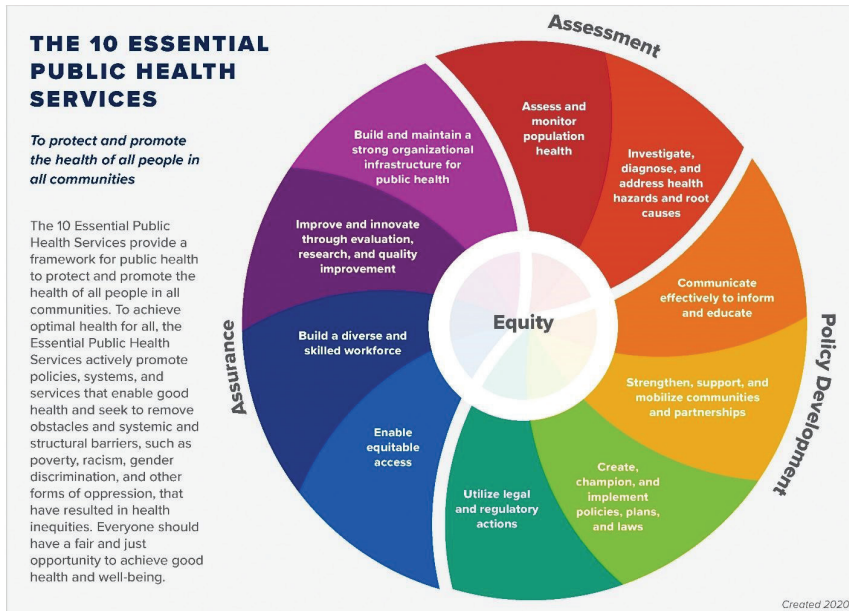 THE 10 ESSENTIAL
PUBLIC HEALTH
SERVICES
To protect and promote
the health of all people in
all communities
The 10 Essential Public
Health Services provide a
framework for public health
to protect and promote the
health of all people in all
communities. To achieve
optimal health for all, the
Essential Public Health
Services actively promote
policies, systems, and
services that enable good
health and seek to remove
obstacles and systemic and
structural barriers, such as
poverty, racism, gender
discrimination, and other
forms of oppression, that
have resulted in health
inequities. Everyone should
have a fair and just
opportunity to achieve good
health and well-being.
Assessment
Assess and
monitor
population
health
Investigate,
diagnose, and
address health
hazards and root
causes
Policy Development
Communicate
effectively to inform
and educate
Strengthen, support, and
mobilize communities
and partnerships
Create,
champion, and
implement
policies, plans,
and laws
Utilize legal
and regulatory
actions
Assurance
Enable
equitable
access
Build a diverse and
skilled workforce
Improve and innovate
through evaluation,
research, and quality
improvement
Build and maintain a
strong organizational
infrastructure for
public health
Equity
Created 2020